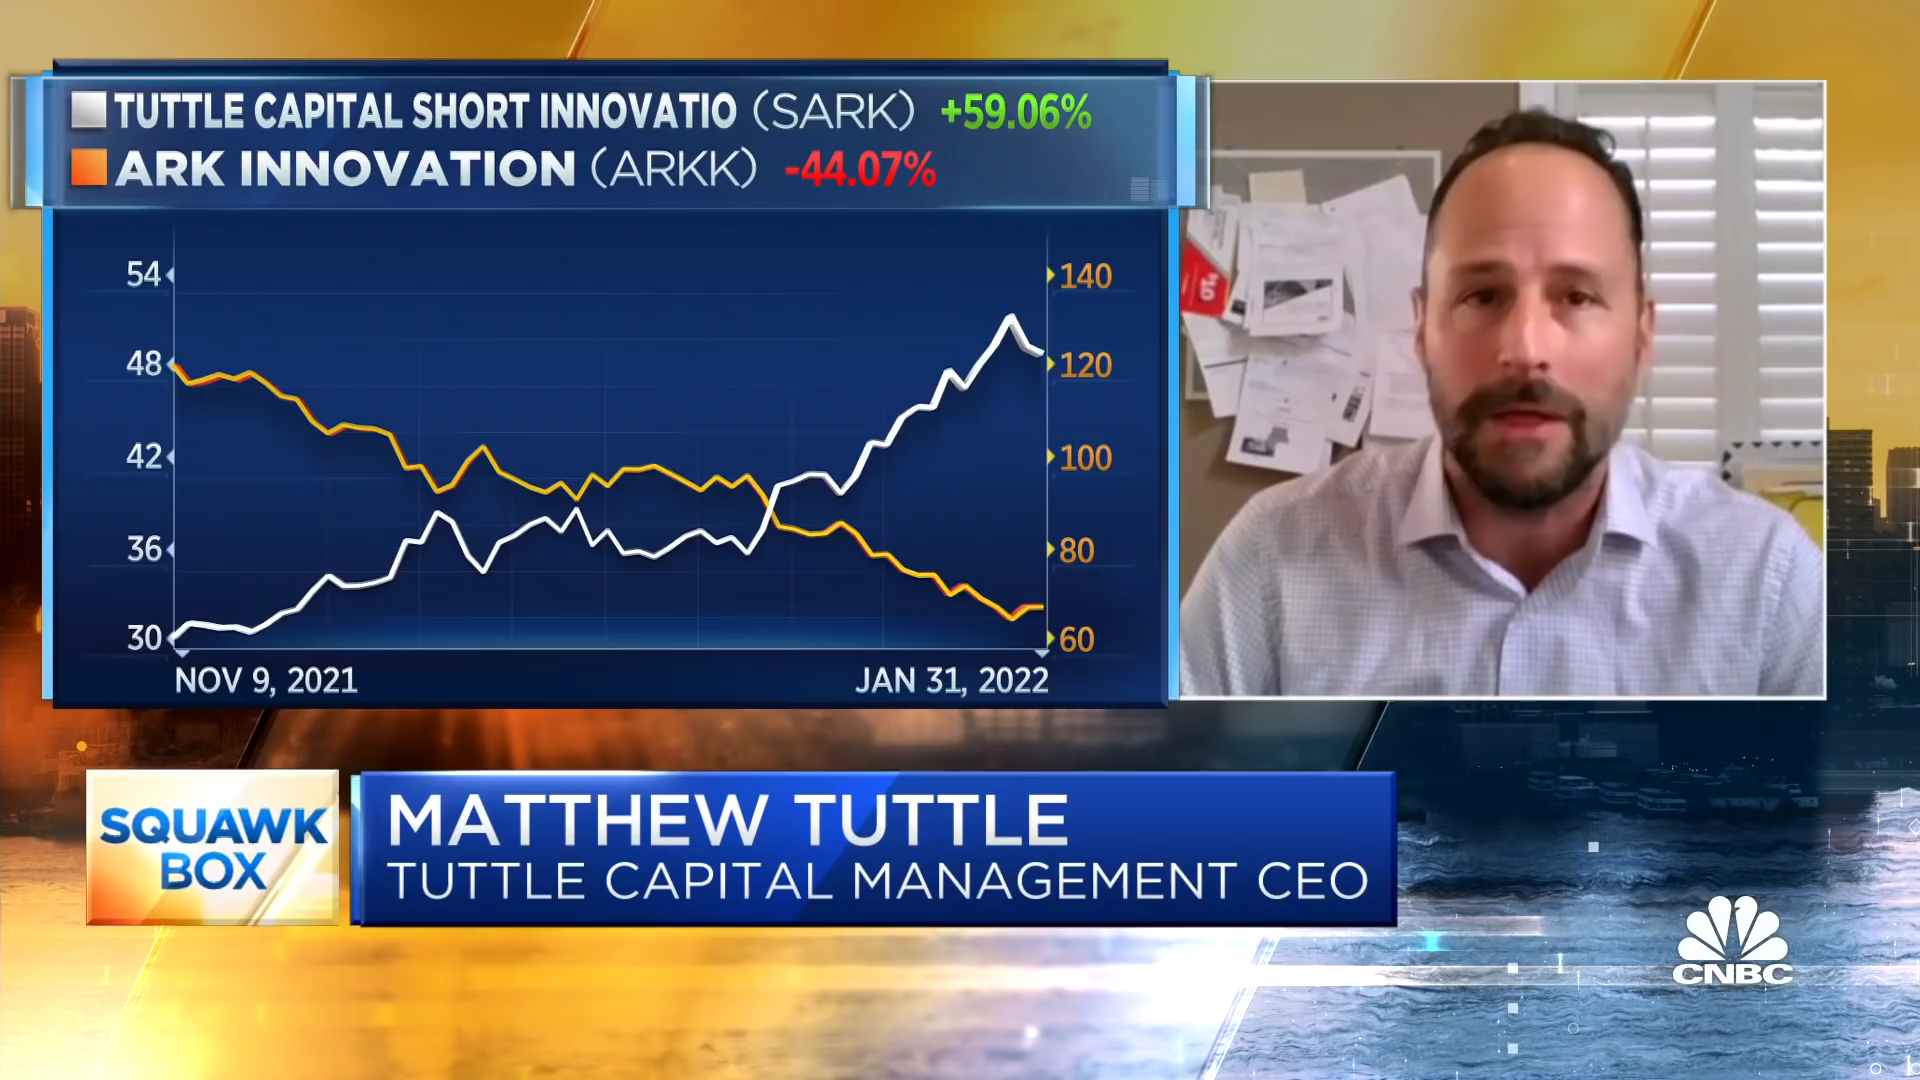 TUTTLE CAPITAL SHORT INNOVATIO (SARK) +59.06%
ARK INNOVATION (ARKK) -44.07%
54
48
42
36
30
140
120
100
80
60
NOV 9, 2021
JAN 31, 2022
SQUAWK
BOX
MATTHEW TUTTLE
TUTTLE CAPITAL MANAGEMENT CEO
CNBC